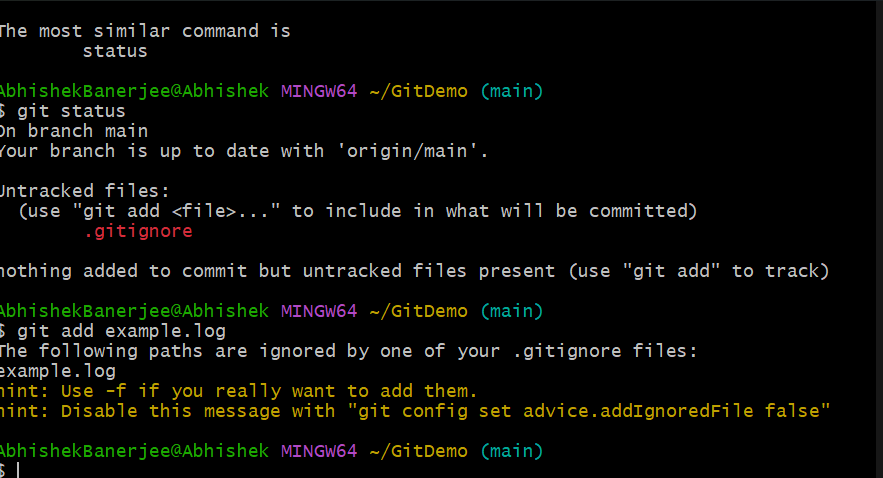 The most similar command is
        status

AbhishekBanerjee@Abhishek MINGW64 ~/GitDemo (main)
$ git status
On branch main
Your branch is up to date with 'origin/main'.

Untracked files:
  (use "git add <file>..." to include in what will be committed)
        .gitignore

nothing added to commit but untracked files present (use "git add" to track)

AbhishekBanerjee@Abhishek MINGW64 ~/GitDemo (main)
$ git add example.log
The following paths are ignored by one of your .gitignore files:
example.log
hint: Use -f if you really want to add them.
hint: Disable this message with "git config set advice.addIgnoredFile false"

AbhishekBanerjee@Abhishek MINGW64 ~/GitDemo (main)
$